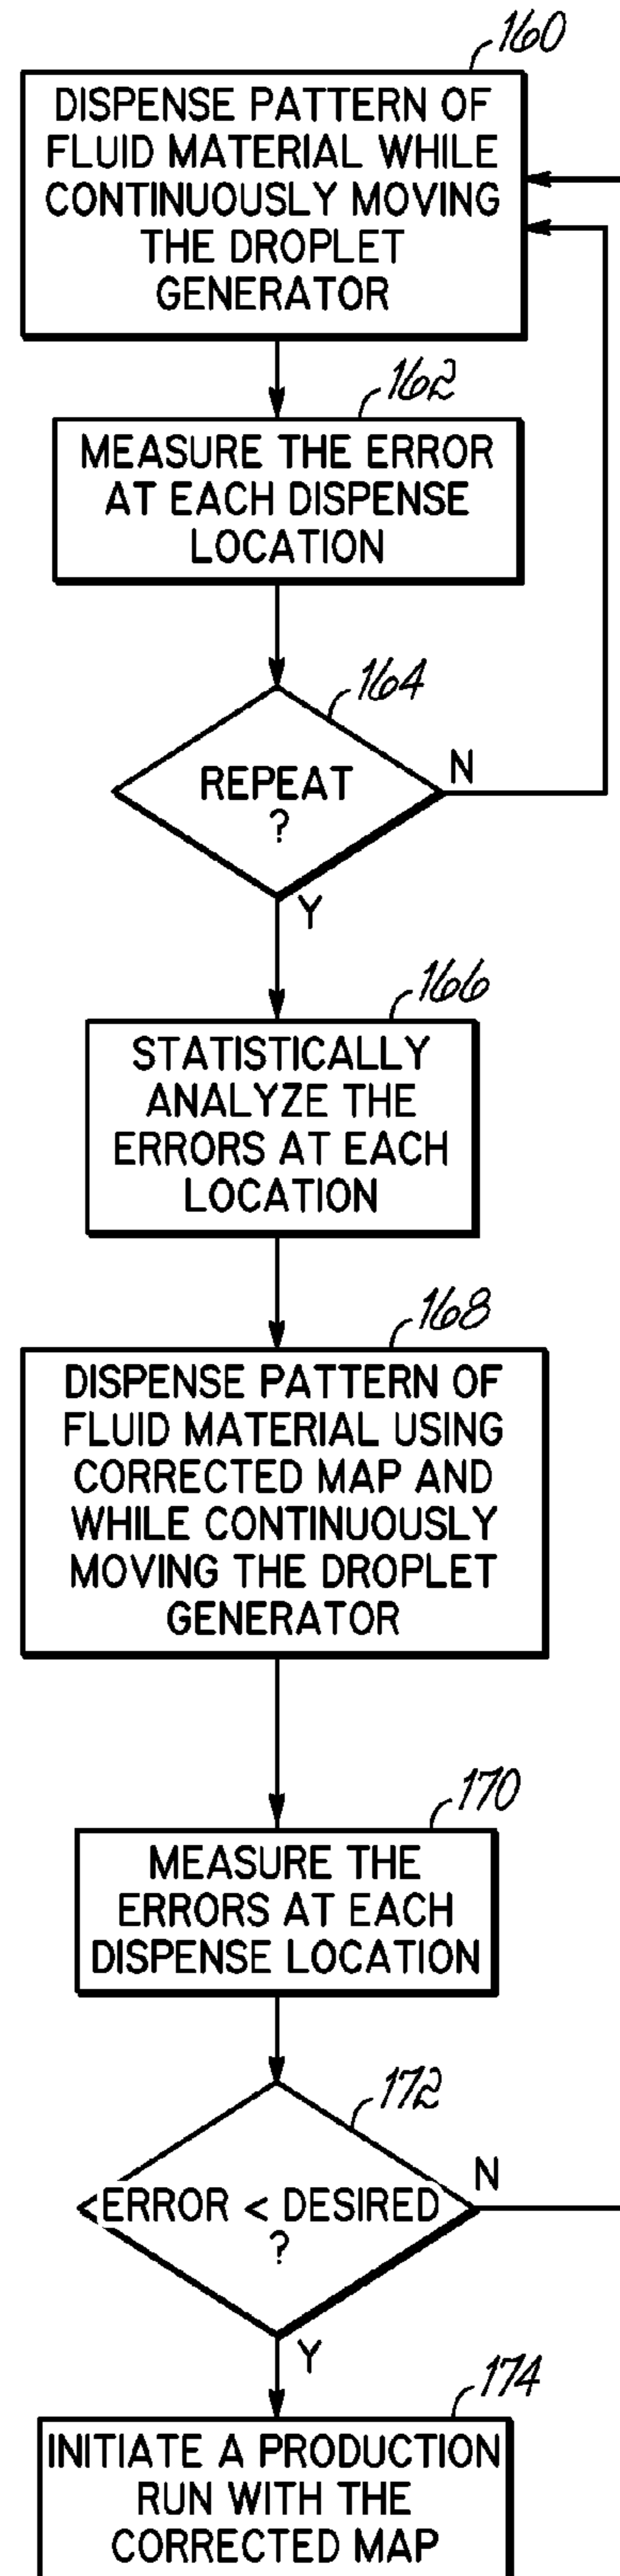 160
DISPENSE PATTERN OF
FLUID MATERIAL WHILE
CONTINUOUSLY MOVING
THE DROPLET
GENERATOR
162
MEASURE THE ERROR
AT EACH DISPENSE
LOCATION
164
REPEAT
?
N
Y
166
STATISTICALLY
ANALYZE THE
ERRORS AT EACH
LOCATION
168
DISPENSE PATTERN OF
FLUID MATERIAL USING
CORRECTED MAP AND
WHILE CONTINUOUSLY
MOVING THE DROPLET
GENERATOR
170
MEASURE THE
ERRORS AT EACH
DISPENSE LOCATION
172
ERROR < DESIRED
?
N
Y
174
INITIATE A PRODUCTION
RUN WITH THE
CORRECTED MAP